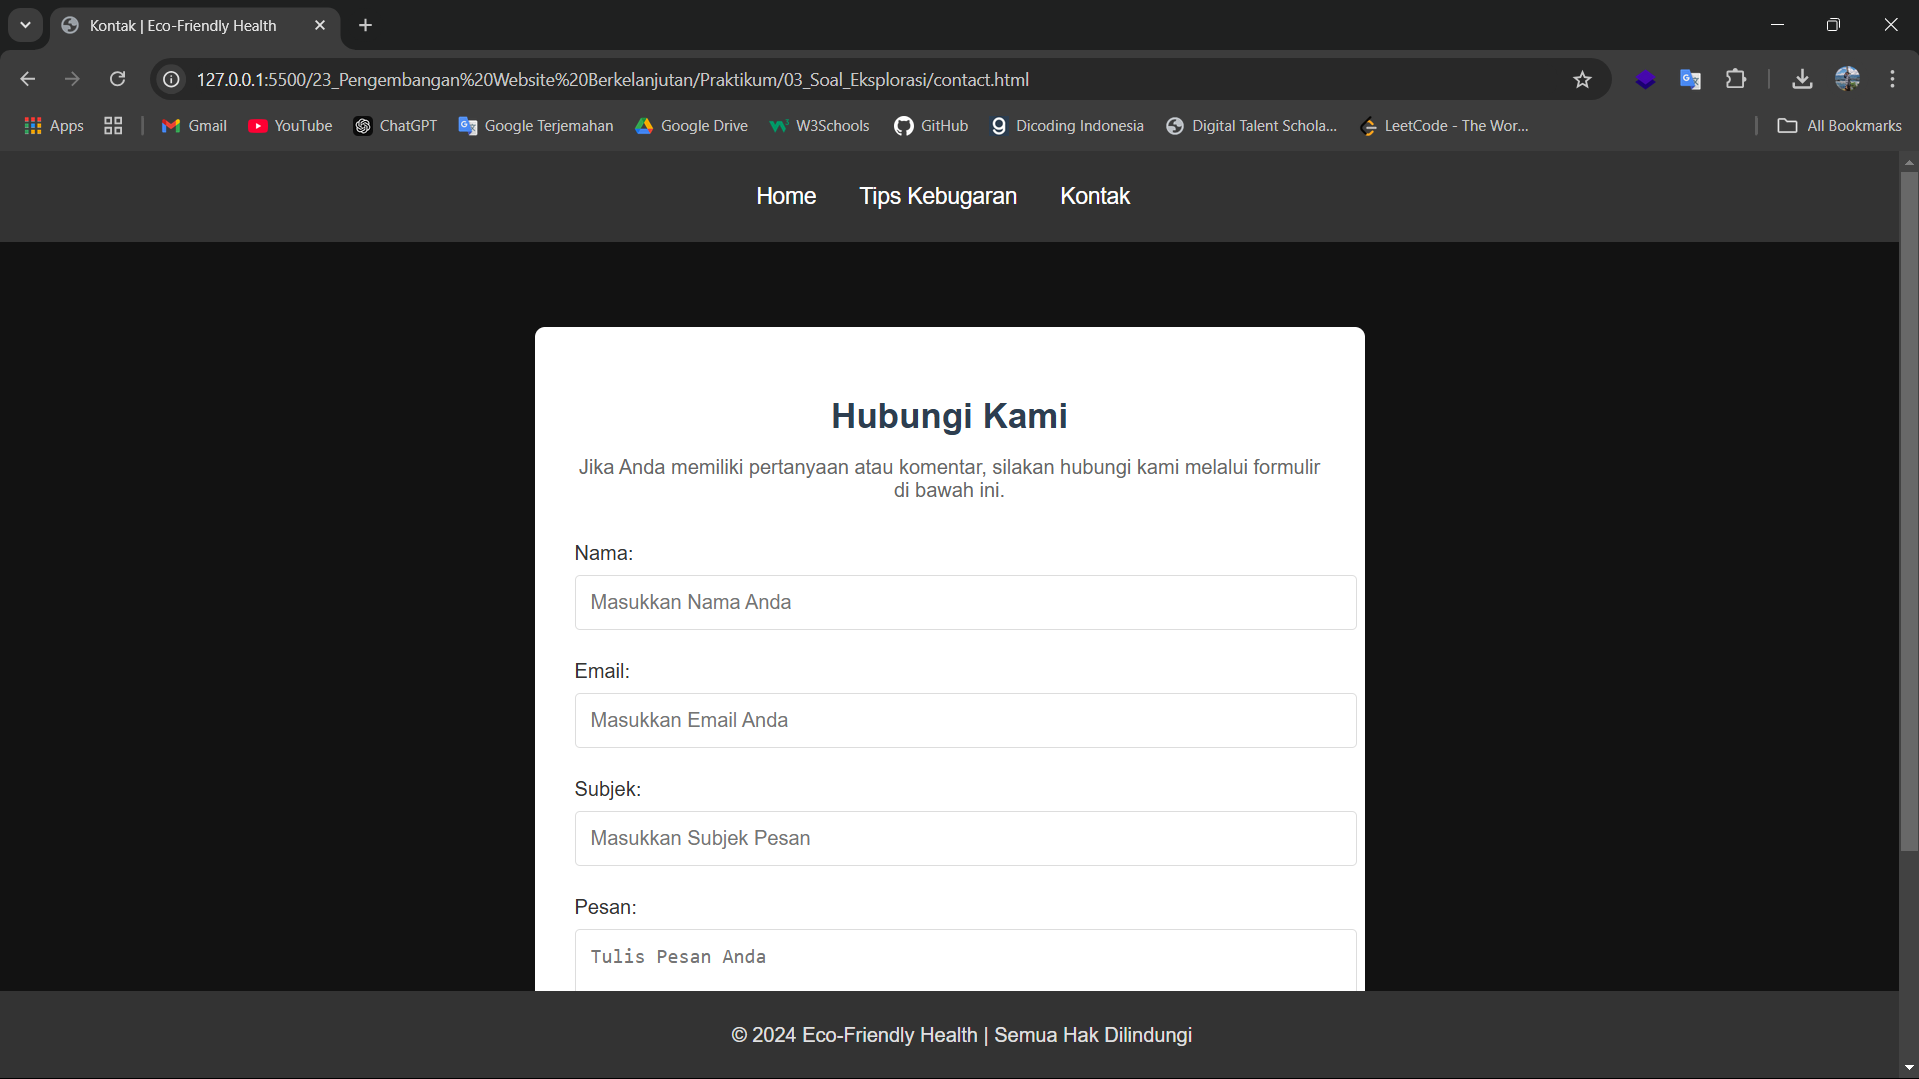 Kontak | Eco-Friendly Health
127.0.0.1:5500/23_Pengembangan%20Website%20Berkelanjutan/Praktikum/03_Soal_Eksplorasi/contact.html
Apps Gmail YouTube ChatGPT Google Terjemahan Google Drive W3Schools GitHub Dicoding Indonesia Digital Talent Schola... LeetCode - The Wor... All Bookmarks
Home Tips Kebugaran Kontak
Hubungi Kami
Jika Anda memiliki pertanyaan atau komentar, silakan hubungi kami melalui formulir
di bawah ini.
Nama:
Masukkan Nama Anda
Email:
Masukkan Email Anda
Subjek:
Masukkan Subjek Pesan
Pesan:
Tulis Pesan Anda
© 2024 Eco-Friendly Health | Semua Hak Dilindungi